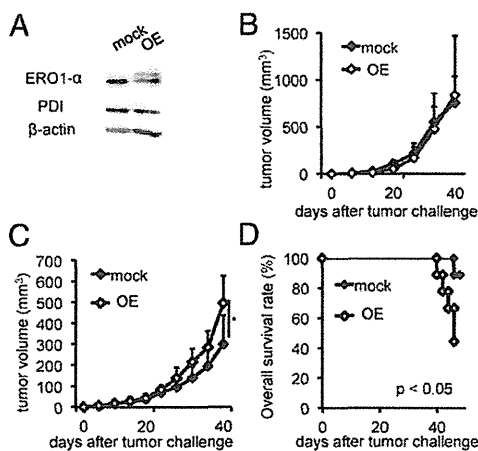 A
mock
OE
ERO1-α
PDI
β-actin
B
tumor volume (mm³)
1500
1000
500
0
mock
OE
0 20 40
days after tumor challenge
C
tumor volume (mm³)
700
600
500
400
300
200
100
0
mock
OE
*
0 20 40
days after tumor challenge
D
Overall survival rate (%)
100
80
60
40
20
0
mock
OE
p < 0.05
0 20 40
days after tumor challenge